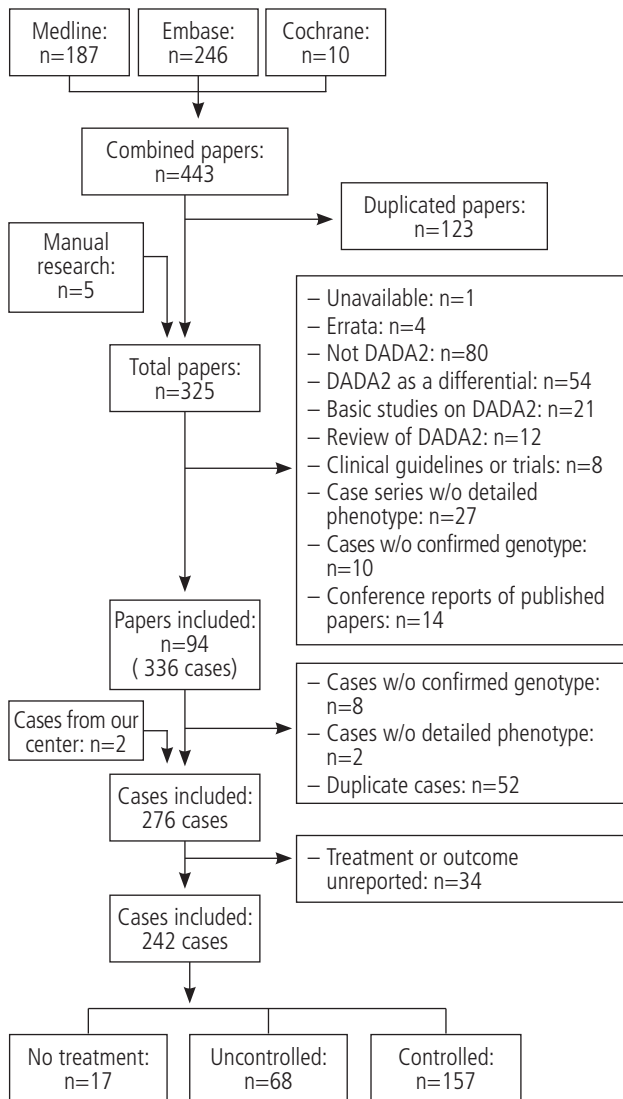 Medline:
n=187
Embase:
n=246
Cochrane:
n=10
Combined papers:
n=443
Duplicated papers:
n=123
Manual
research:
n=5
Total papers:
n=325
– Unavailable: n=1
– Errata: n=4
– Not DADA2: n=80
– DADA2 as a differential: n=54
– Basic studies on DADA2: n=21
– Review of DADA2: n=12
– Clinical guidelines or trials: n=8
– Case series w/o detailed
phenotype: n=27
– Cases w/o confirmed genotype:
n=10
– Conference reports of published
papers: n=14
Papers included:
n=94
( 336 cases)
Cases from our
center: n=2
– Cases w/o confirmed genotype:
n=8
– Cases w/o detailed phenotype:
n=2
– Duplicate cases: n=52
Cases included:
276 cases
– Treatment or outcome
unreported: n=34
Cases included:
242 cases
No treatment:
n=17
Uncontrolled:
n=68
Controlled:
n=157